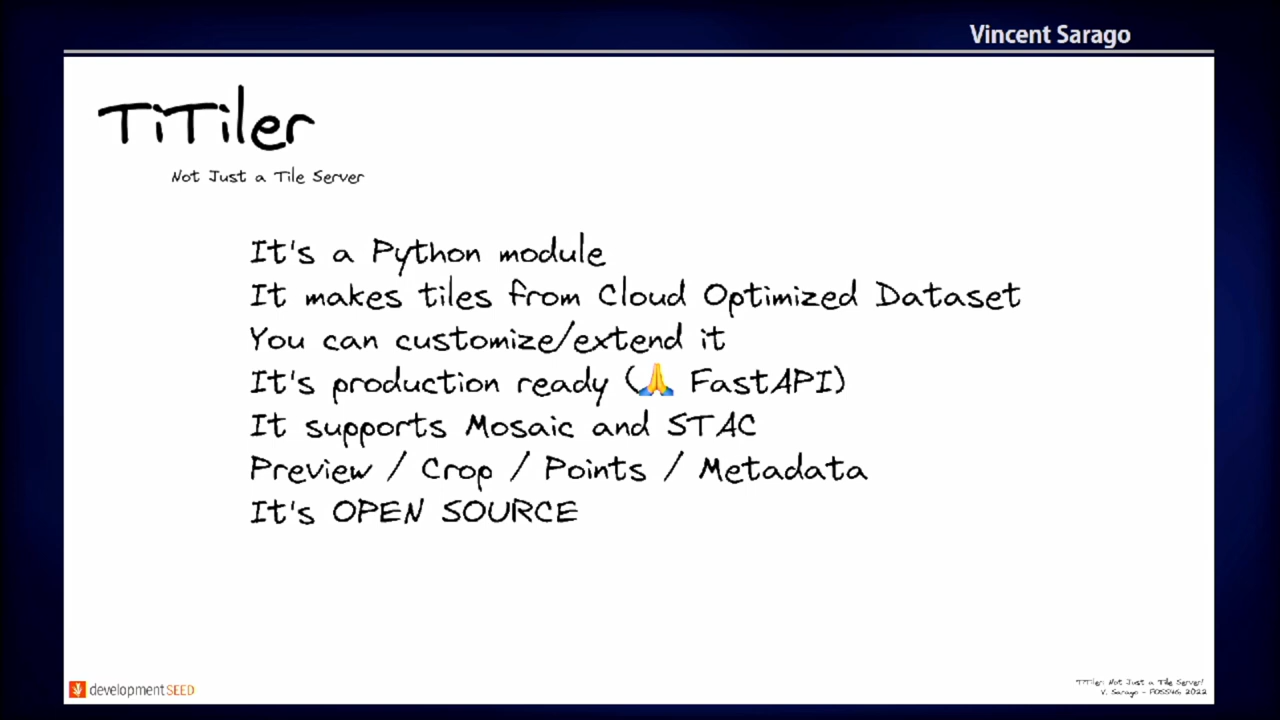 Vincent Sarago
TiTiler
Not Just a Tile Server
It's a Python module
It makes tiles from Cloud Optimized Dataset
You can customize/extend it
It's production ready (🙏 FastAPI)
It supports Mosaic and STAC
Preview / Crop / Points / Metadata
It's OPEN SOURCE
developmentSEED
TiTiler: Not Just a Tile Server!
V. Sarago - FOSS4G 2022